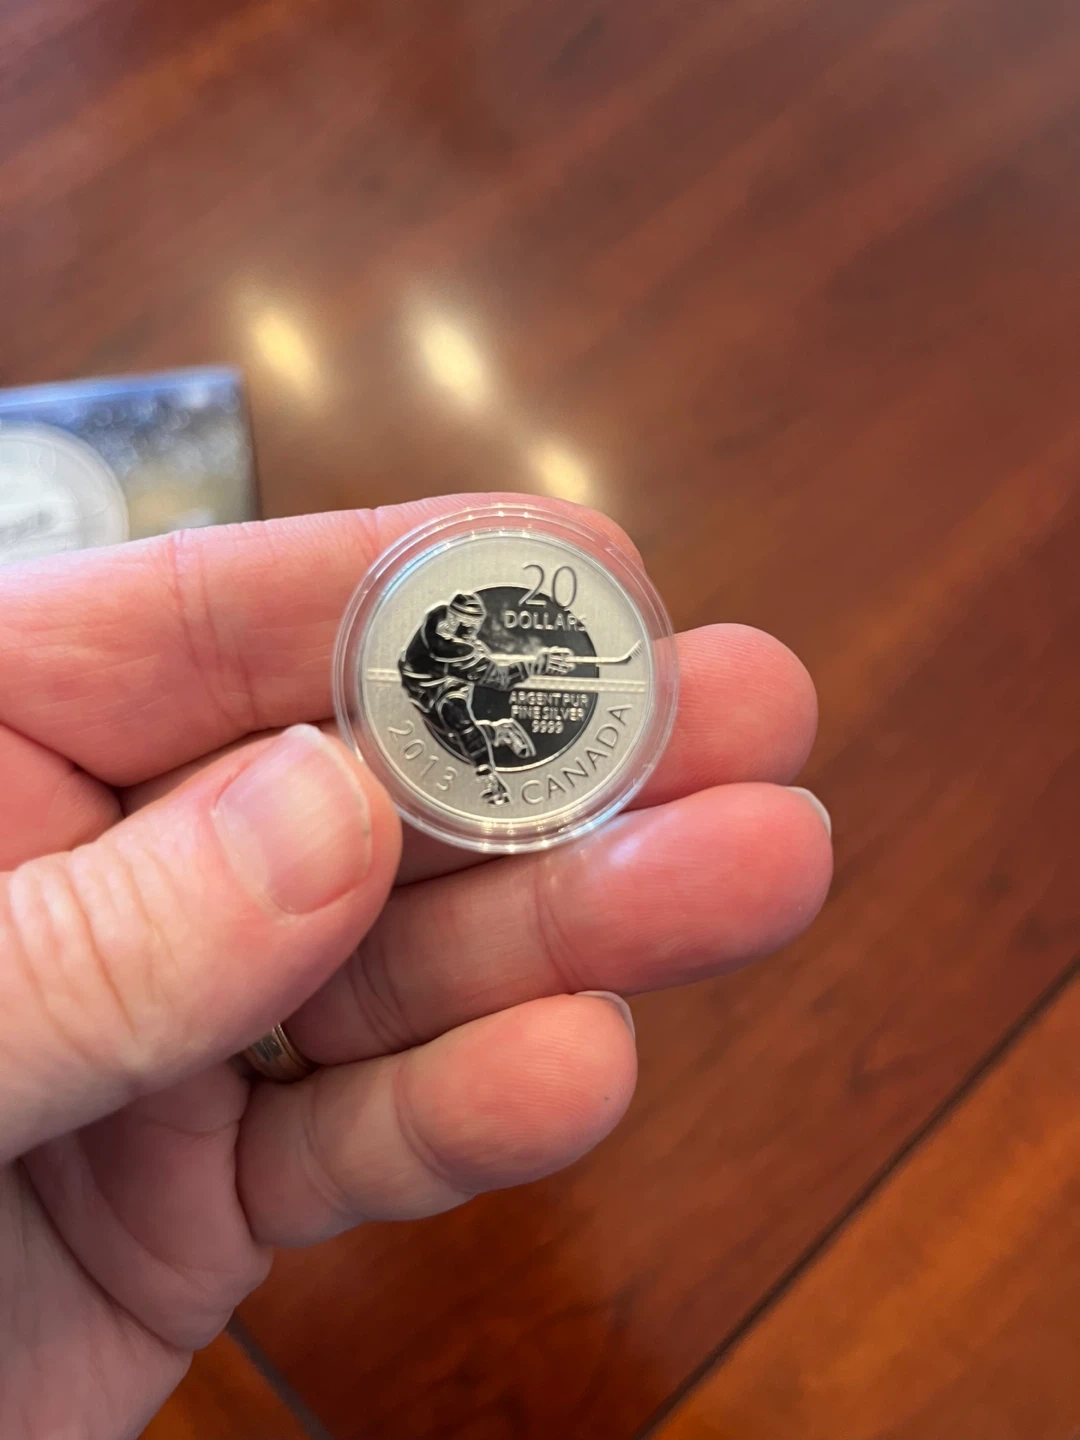 20
DOLLARS
ARGENT PUR
FINE SILVER
9999
2013 CANADA